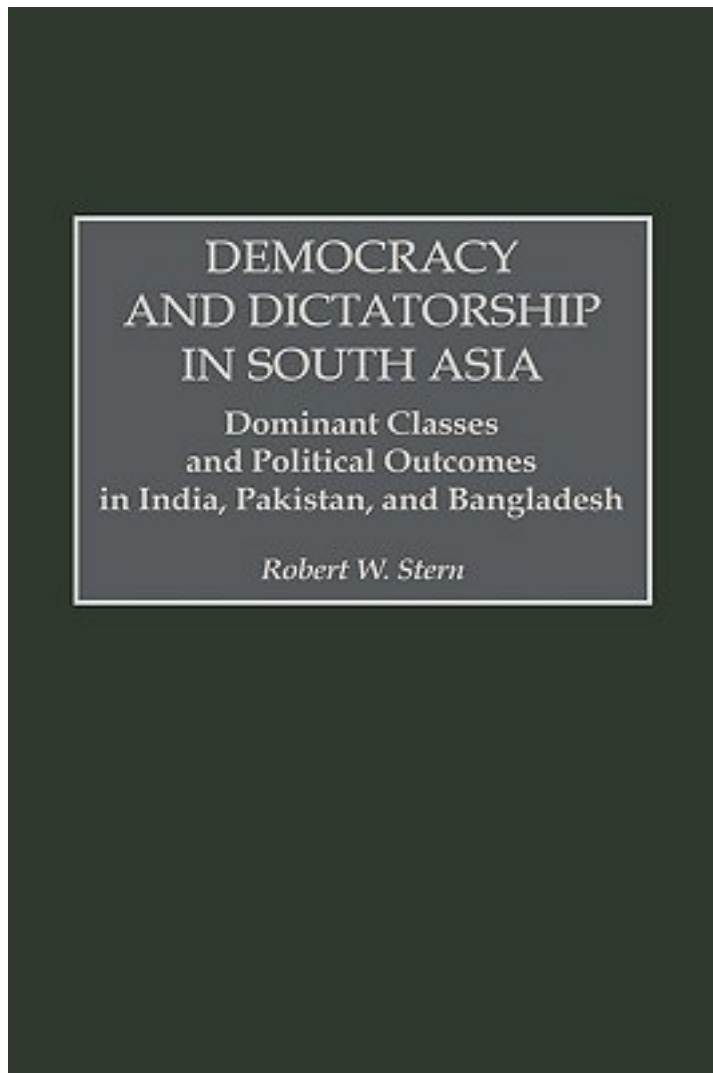 DEMOCRACY
AND DICTATORSHIP
IN SOUTH ASIA
Dominant Classes
and Political Outcomes
in India, Pakistan, and Bangladesh
Robert W. Stern